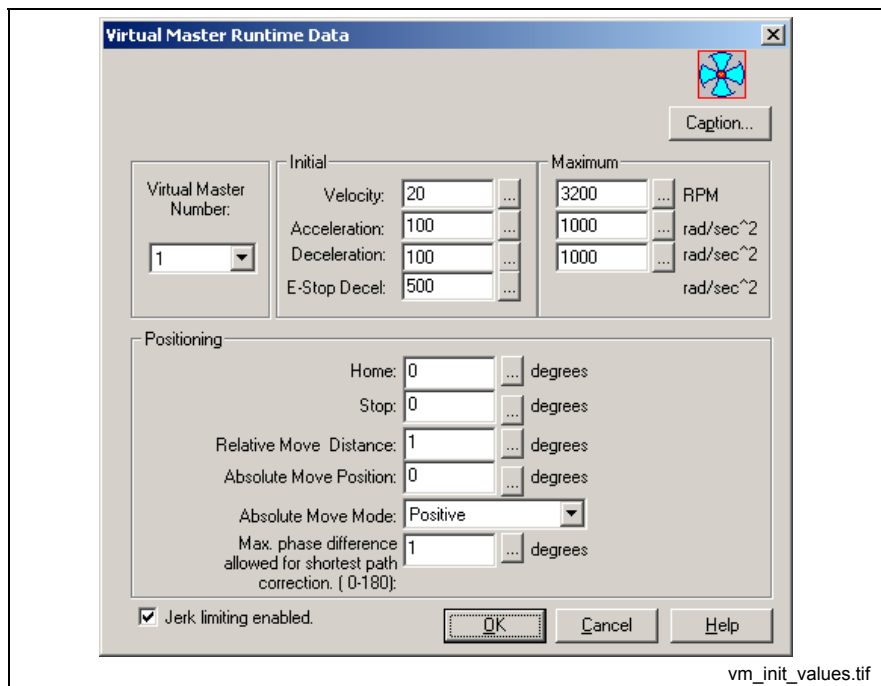 Virtual Master Runtime Data
Caption...
Virtual Master
Number:
1
Initial
Maximum
Velocity: 20 ... 3200 ... RPM
Acceleration: 100 ... 1000 ... rad/sec^2
Deceleration: 100 ... 1000 ... rad/sec^2
E-Stop Decel: 500 ... rad/sec^2
Positioning
Home: 0 ... degrees
Stop: 0 ... degrees
Relative Move Distance: 1 ... degrees
Absolute Move Position: 0 ... degrees
Absolute Move Mode: Positive
Max. phase difference
allowed for shortest path
correction. ( 0-180):
1 ... degrees
Jerk limiting enabled.
OK Cancel Help
vm_init_values.tif